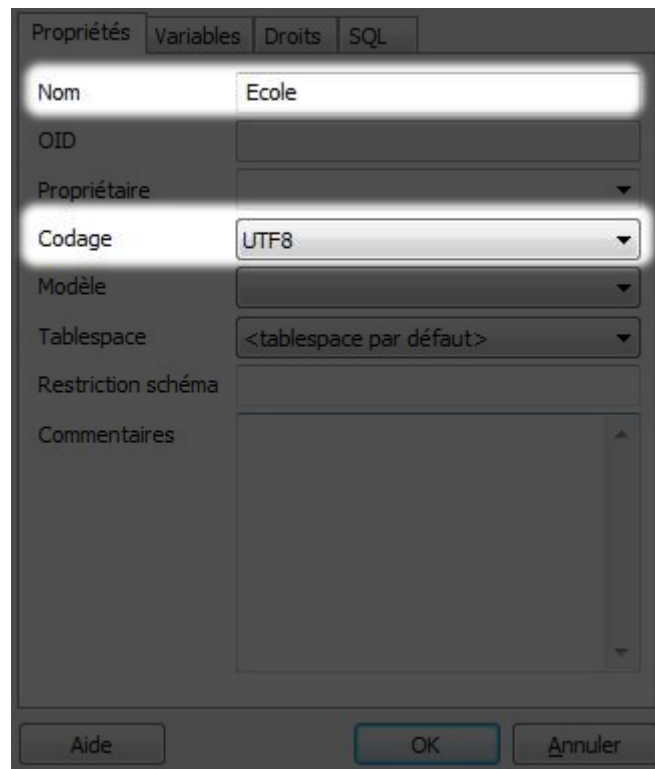 Propriétés Variables Droits SQL
Nom Ecole
OID
Propriétaire
Codage UTF8
Modèle
Tablespace <tablespace par défaut>
Restriction schéma
Commentaires
Aide OK Annuler